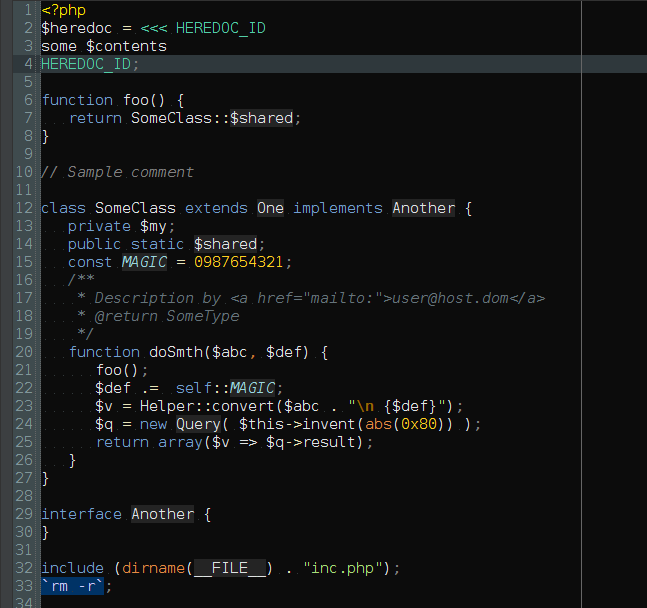 1 <?php
2 $heredoc = <<< HEREDOC_ID
3 some $contents
4 HEREDOC_ID;
5
6 function foo() {
7    return SomeClass::$shared;
8 }
9
10 // Sample comment
11
12 class SomeClass extends One implements Another {
13    private $my;
14    public static $shared;
15    const MAGIC = 0987654321;
16    /**
17     * Description by <a href="mailto:">user@host.dom</a>
18     * @return SomeType
19     */
20    function doSmth($abc, $def) {
21       foo();
22       $def .=  self::MAGIC;
23       $v = Helper::convert($abc . "\n {$def}");
24       $q = new Query( $this->invent(abs(0x80)) );
25       return array($v => $q->result);
26    }
27 }
28
29 interface Another {
30 }
31
32 include (dirname(__FILE__) . "inc.php");
33 `rm -r`;
34